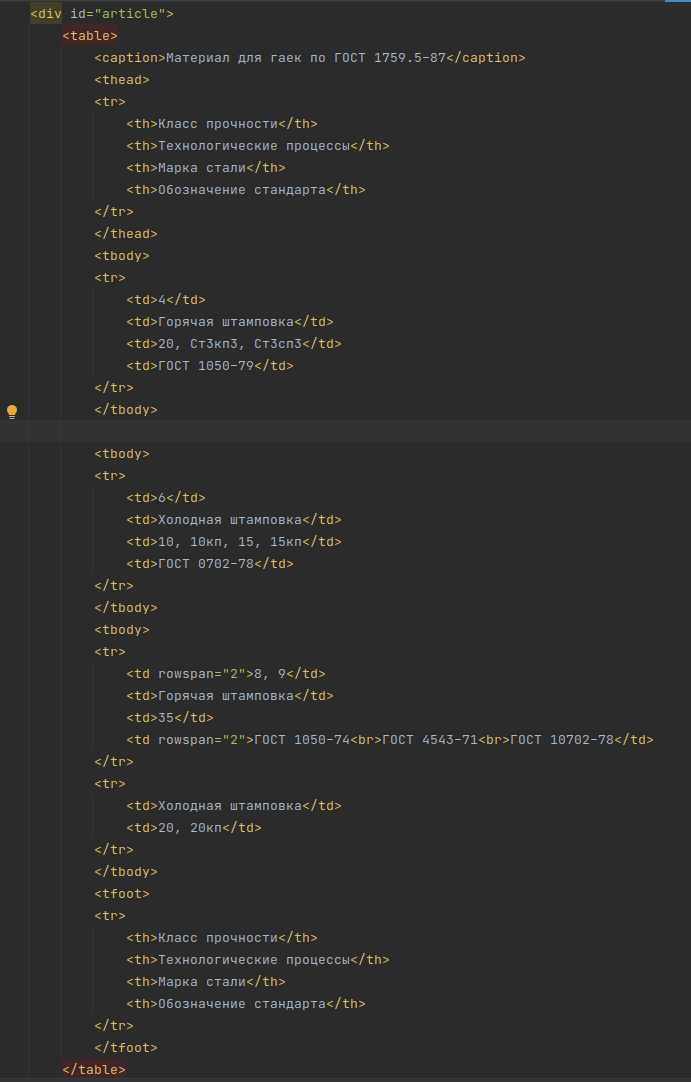 <div id="article">
<table>
<caption>Материал для гаек по ГОСТ 1759.5-87</caption>
<thead>
<tr>
<th>Класс прочности</th>
<th>Технологические процессы</th>
<th>Марка стали</th>
<th>Обозначение стандарта</th>
</tr>
</thead>
<tbody>
<tr>
<td>4</td>
<td>Горячая штамповка</td>
<td>20, Ст3кп3, Ст3сп3</td>
<td>ГОСТ 1050-79</td>
</tr>
</tbody>
<tbody>
<tr>
<td>6</td>
<td>Холодная штамповка</td>
<td>10, 10кп, 15, 15кп</td>
<td>ГОСТ 0702-78</td>
</tr>
</tbody>
<tbody>
<tr>
<td rowspan="2">8, 9</td>
<td>Горячая штамповка</td>
<td>35</td>
<td rowspan="2">ГОСТ 1050-74<br>ГОСТ 4543-71<br>ГОСТ 10702-78</td>
</tr>
<tr>
<td>Холодная штамповка</td>
<td>20, 20кп</td>
</tr>
</tbody>
<tfoot>
<tr>
<th>Класс прочности</th>
<th>Технологические процессы</th>
<th>Марка стали</th>
<th>Обозначение стандарта</th>
</tr>
</tfoot>
</table>